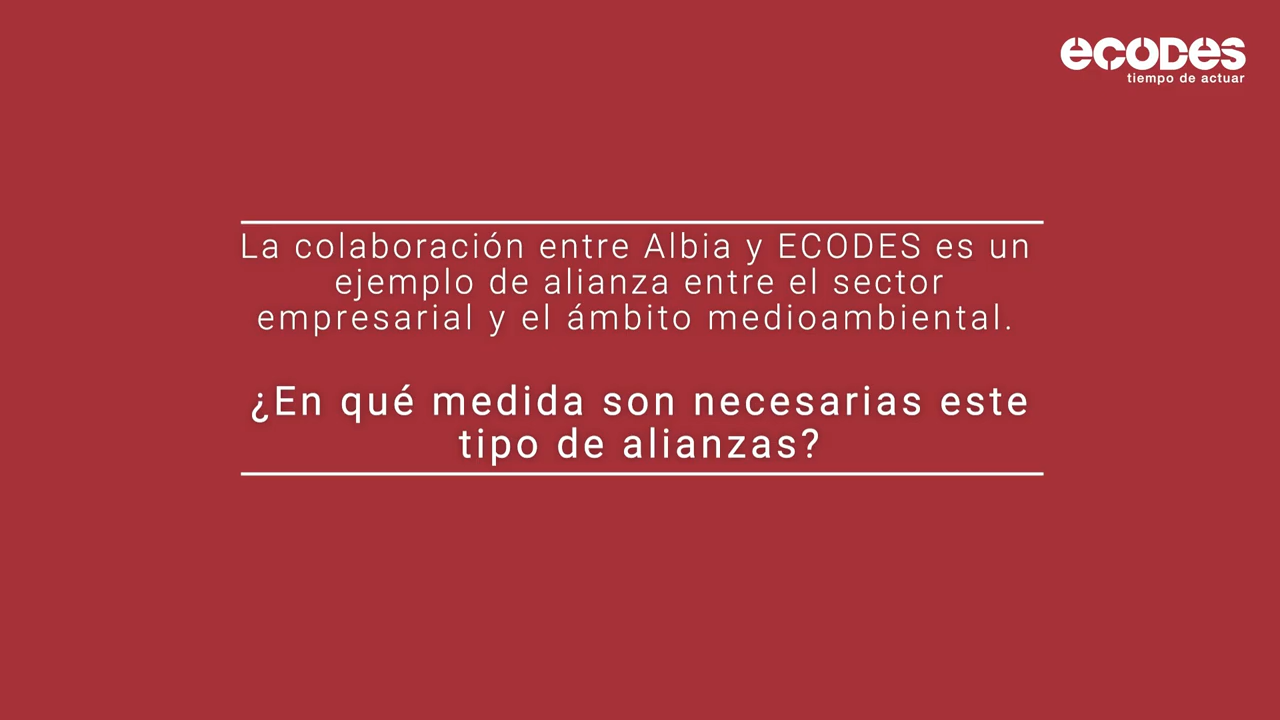 ecodes
tiempo de actuar
La colaboración entre Albia y ECODES es un
ejemplo de alianza entre el sector
empresarial y el ámbito medioambiental.
¿En qué medida son necesarias este
tipo de alianzas?